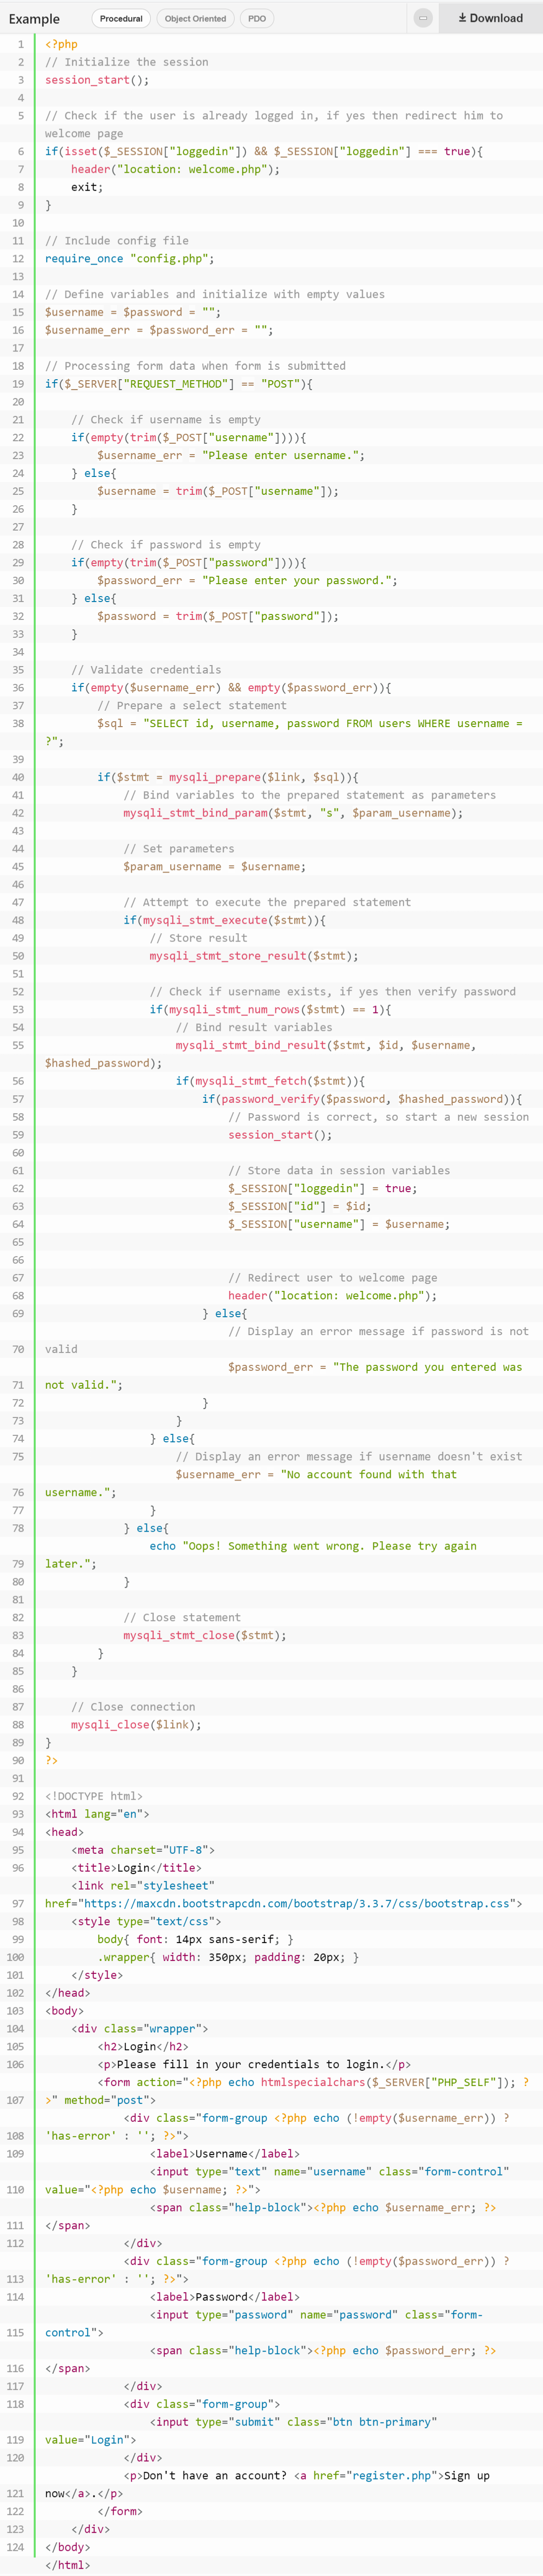 Example Procedural Object Oriented PDO Download
1 <?php
2 // Initialize the session
3 session_start();
4
5 // Check if the user is already logged in, if yes then redirect him to
welcome page
6 if(isset($_SESSION["loggedin"]) && $_SESSION["loggedin"] === true){
7     header("location: welcome.php");
8     exit;
9 }
10
11 // Include config file
12 require_once "config.php";
13
14 // Define variables and initialize with empty values
15 $username = $password = "";
16 $username_err = $password_err = "";
17
18 // Processing form data when form is submitted
19 if($_SERVER["REQUEST_METHOD"] == "POST"){
20
21     // Check if username is empty
22     if(empty(trim($_POST["username"]))){
23         $username_err = "Please enter username.";
24     } else{
25         $username = trim($_POST["username"]);
26     }
27
28     // Check if password is empty
29     if(empty(trim($_POST["password"]))){
30         $password_err = "Please enter your password.";
31     } else{
32         $password = trim($_POST["password"]);
33     }
34
35     // Validate credentials
36     if(empty($username_err) && empty($password_err)){
37         // Prepare a select statement
38         $sql = "SELECT id, username, password FROM users WHERE username =
?";
39
40         if($stmt = mysqli_prepare($link, $sql)){
41             // Bind variables to the prepared statement as parameters
42             mysqli_stmt_bind_param($stmt, "s", $param_username);
43
44             // Set parameters
45             $param_username = $username;
46
47             // Attempt to execute the prepared statement
48             if(mysqli_stmt_execute($stmt)){
49                 // Store result
50                 mysqli_stmt_store_result($stmt);
51
52                 // Check if username exists, if yes then verify password
53                 if(mysqli_stmt_num_rows($stmt) == 1){
54                     // Bind result variables
55                     mysqli_stmt_bind_result($stmt, $id, $username,
$hashed_password);
56                     if(mysqli_stmt_fetch($stmt)){
57                         if(password_verify($password, $hashed_password)){
58                             // Password is correct, so start a new session
59                             session_start();
60
61                             // Store data in session variables
62                             $_SESSION["loggedin"] = true;
63                             $_SESSION["id"] = $id;
64                             $_SESSION["username"] = $username;
65
66
67                             // Redirect user to welcome page
68                             header("location: welcome.php");
69                         } else{
                            // Display an error message if password is not
70 valid
                            $password_err = "The password you entered was
71 not valid.";
72                         }
73                     }
74                 } else{
75                     // Display an error message if username doesn't exist
                    $username_err = "No account found with that
76 username.";
77                 }
78             } else{
                echo "Oops! Something went wrong. Please try again
79 later.";
80             }
81
82             // Close statement
83             mysqli_stmt_close($stmt);
84         }
85     }
86
87     // Close connection
88     mysqli_close($link);
89 }
90 ?>
91
92 <!DOCTYPE html>
93 <html lang="en">
94 <head>
95     <meta charset="UTF-8">
96     <title>Login</title>
    <link rel="stylesheet"
97 href="https://maxcdn.bootstrapcdn.com/bootstrap/3.3.7/css/bootstrap.css">
98     <style type="text/css">
99         body{ font: 14px sans-serif; }
100         .wrapper{ width: 350px; padding: 20px; }
101     </style>
102 </head>
103 <body>
104     <div class="wrapper">
105         <h2>Login</h2>
106         <p>Please fill in your credentials to login.</p>
        <form action="<?php echo htmlspecialchars($_SERVER["PHP_SELF"]); ?
107 >" method="post">
            <div class="form-group <?php echo (!empty($username_err)) ?
108 'has-error' : ''; ?>">
109                 <label>Username</label>
                <input type="text" name="username" class="form-control"
110 value="<?php echo $username; ?>">
                <span class="help-block"><?php echo $username_err; ?>
111 </span>
112             </div>
            <div class="form-group <?php echo (!empty($password_err)) ?
113 'has-error' : ''; ?>">
114                 <label>Password</label>
                <input type="password" name="password" class="form-
115 control">
                <span class="help-block"><?php echo $password_err; ?>
116 </span>
117             </div>
118             <div class="form-group">
                <input type="submit" class="btn btn-primary"
119 value="Login">
120             </div>
            <p>Don't have an account? <a href="register.php">Sign up
121 now</a>.</p>
122         </form>
123     </div>
124 </body>
</html>